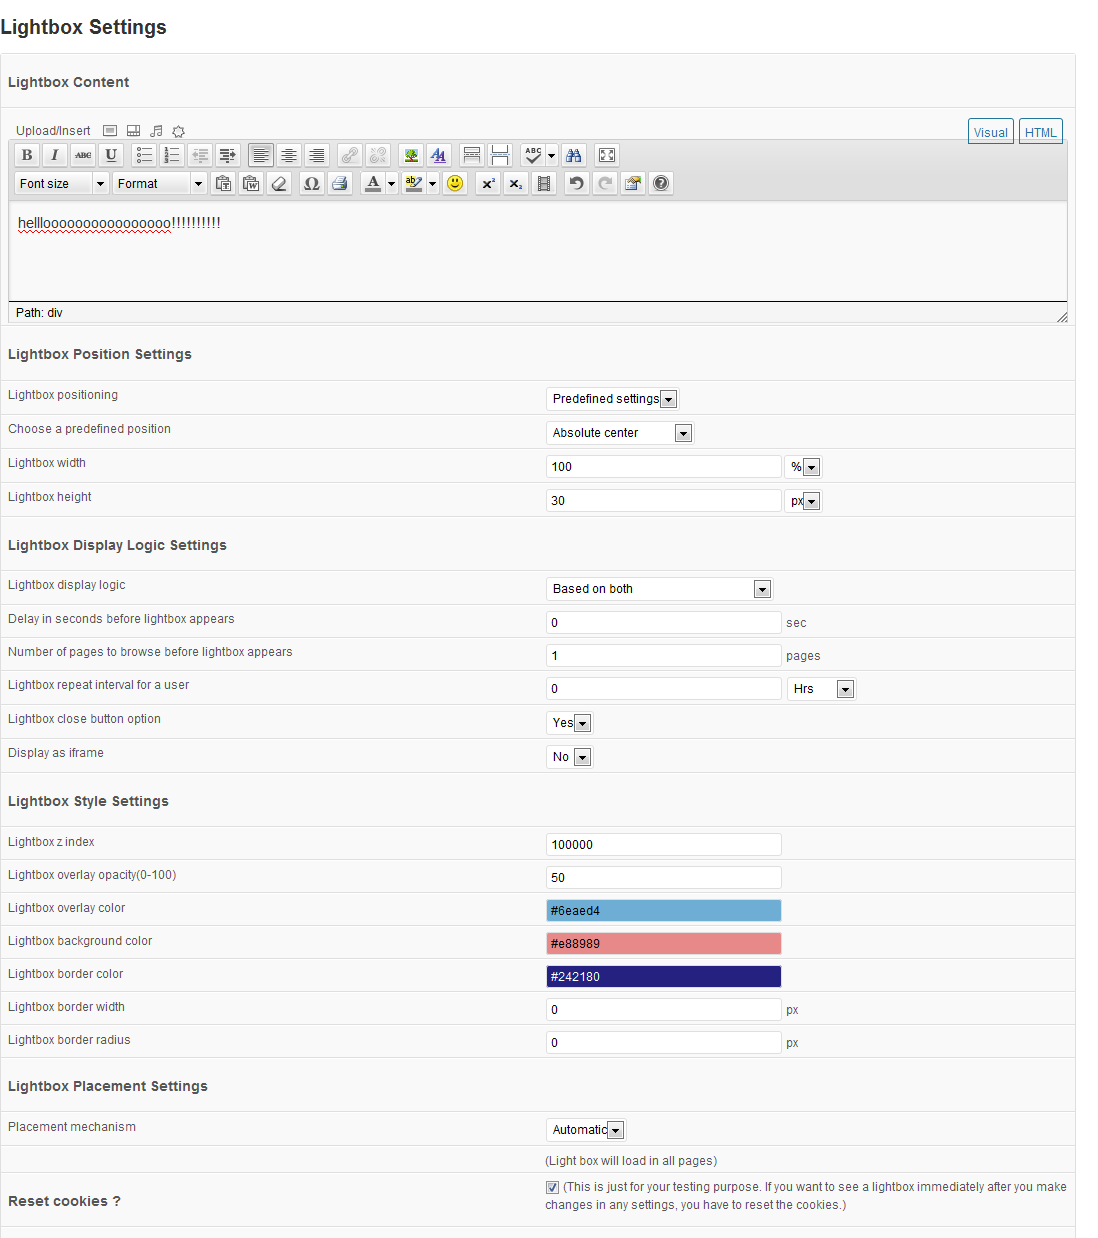 Lightbox Settings
Lightbox Content
Upload/Insert
Visual HTML
B I ABC U ABC
Font size Format Ω A ab x² x₂
hellloooooooooooooooo!!!!!!!!!!
Path: div
Lightbox Position Settings
Lightbox positioning Predefined settings
Choose a predefined position Absolute center
Lightbox width 100 %
Lightbox height 30 px
Lightbox Display Logic Settings
Lightbox display logic Based on both
Delay in seconds before lightbox appears 0 sec
Number of pages to browse before lightbox appears 1 pages
Lightbox repeat interval for a user 0 Hrs
Lightbox close button option Yes
Display as iframe No
Lightbox Style Settings
Lightbox z index 100000
Lightbox overlay opacity(0-100) 50
Lightbox overlay color #6eaed4
Lightbox background color #e88989
Lightbox border color #242180
Lightbox border width 0 px
Lightbox border radius 0 px
Lightbox Placement Settings
Placement mechanism Automatic
(Light box will load in all pages)
Reset cookies ? (This is just for your testing purpose. If you want to see a lightbox immediately after you make
changes in any settings, you have to reset the cookies.)